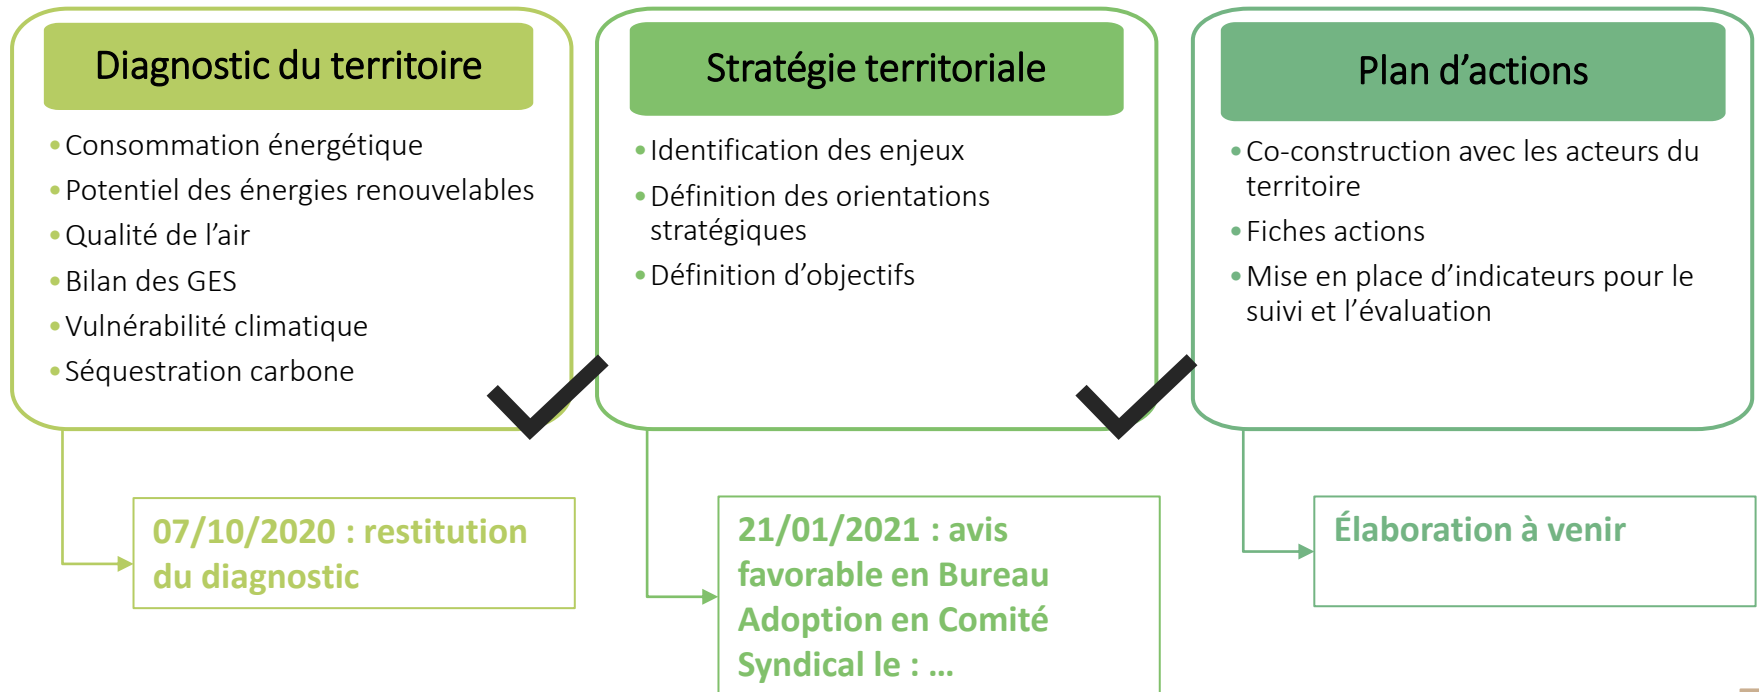 Diagnostic du territoire
• Consommation énergétique
• Potentiel des énergies renouvelables
• Qualité de l’air
• Bilan des GES
• Vulnérabilité climatique
• Séquestration carbone
07/10/2020 : restitution
du diagnostic
Stratégie territoriale
• Identification des enjeux
• Définition des orientations
stratégiques
• Définition d’objectifs
21/01/2021 : avis
favorable en Bureau
Adoption en Comité
Syndical le : …
Plan d’actions
• Co-construction avec les acteurs du
territoire
• Fiches actions
• Mise en place d’indicateurs pour le
suivi et l’évaluation
Élaboration à venir